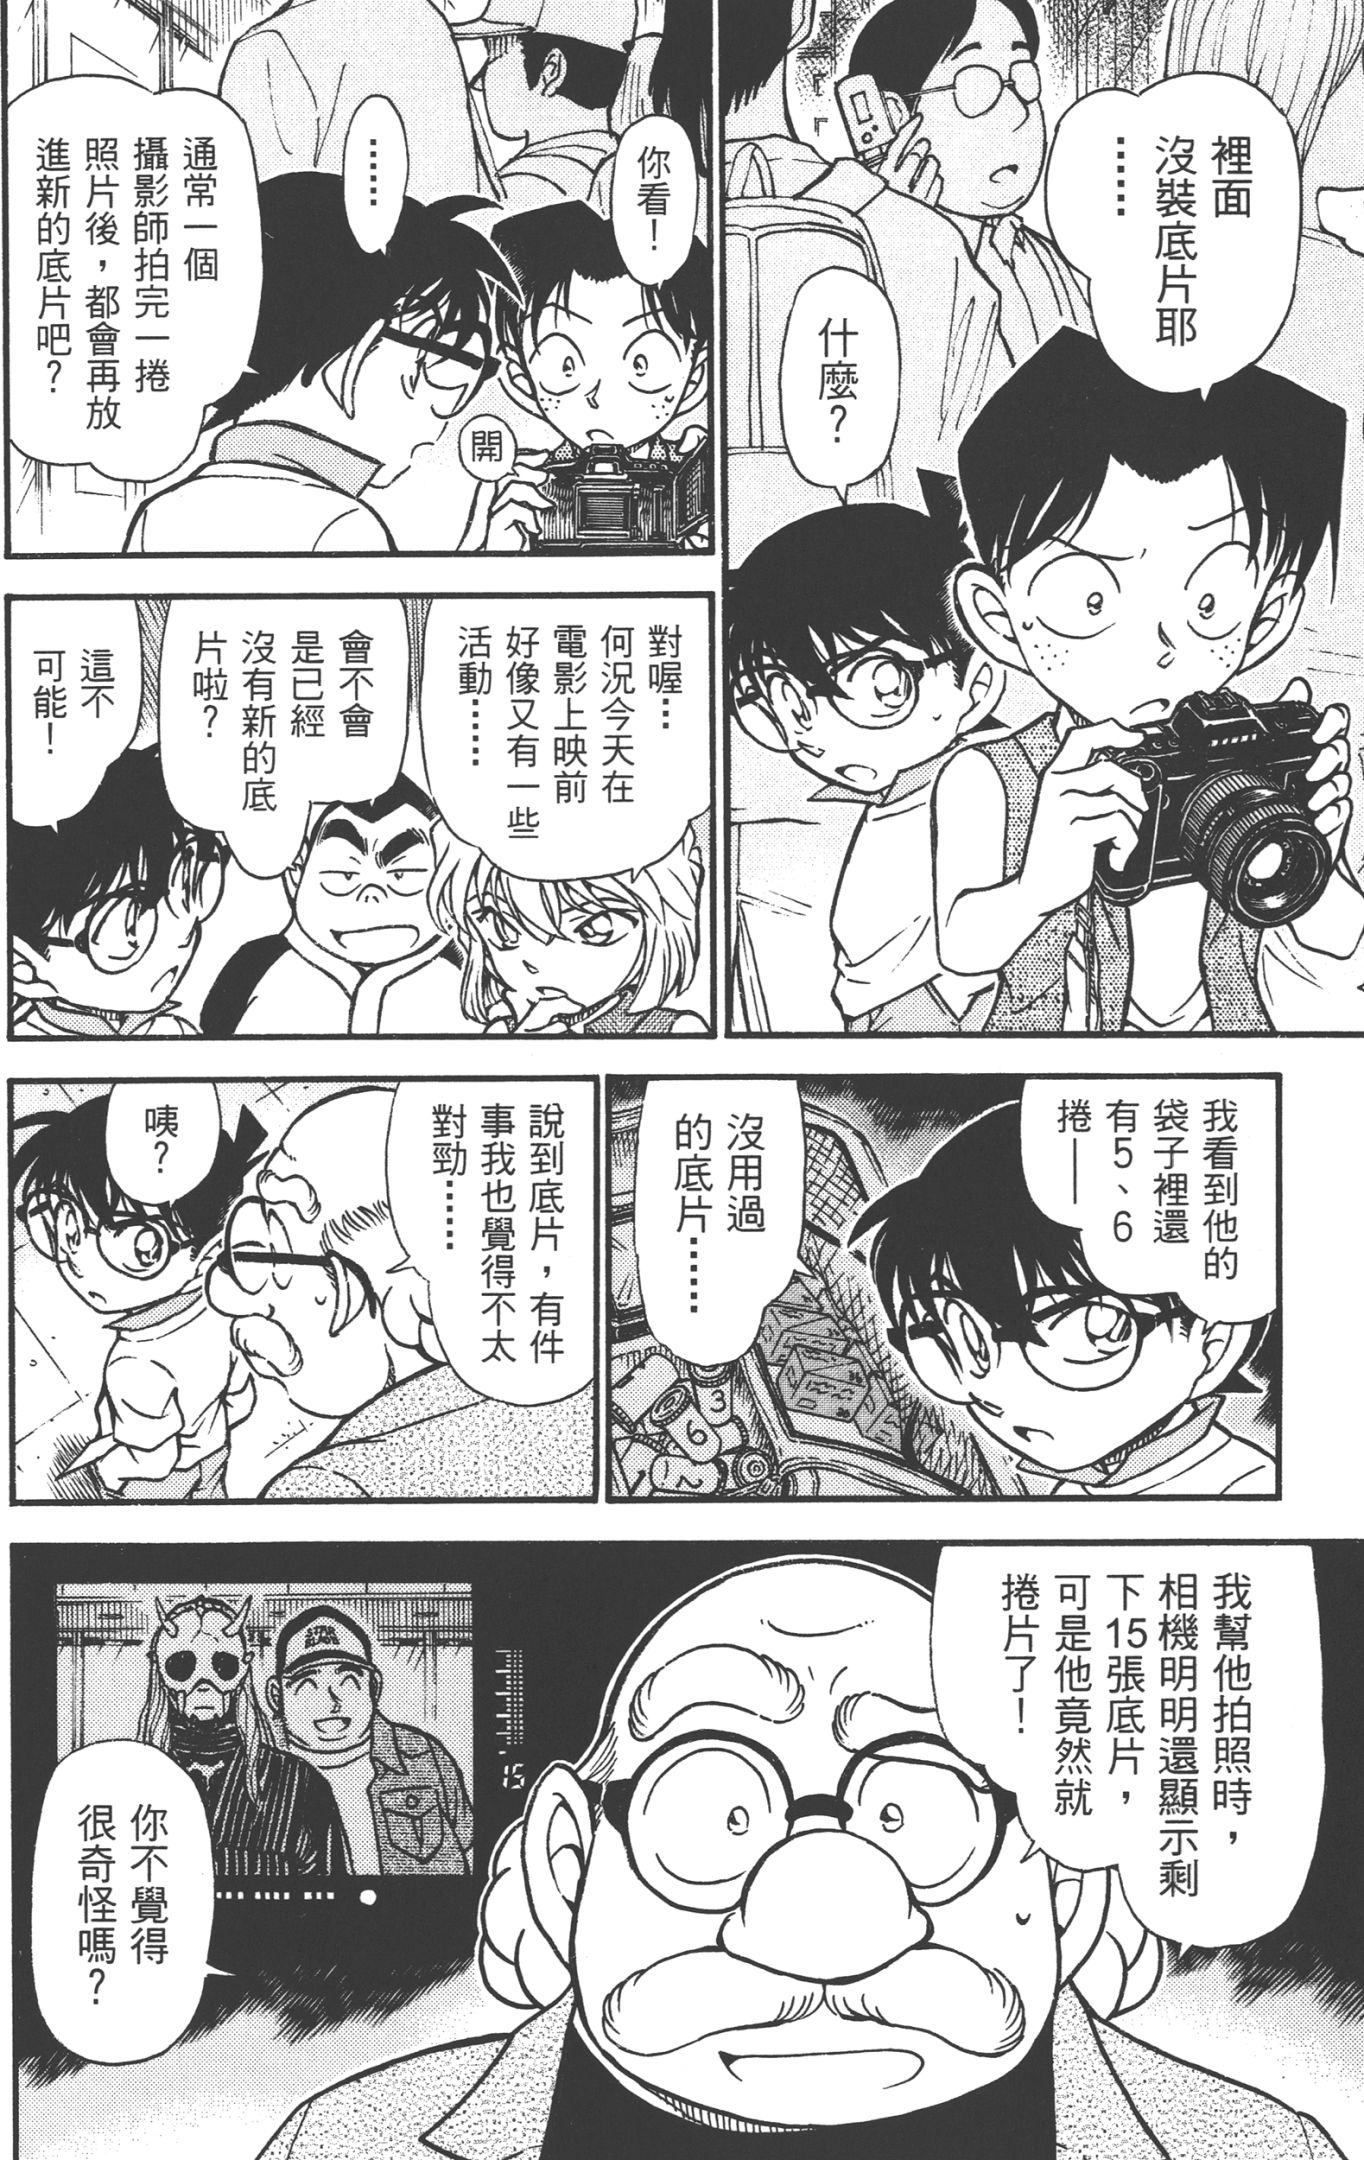 裡面
沒裝底片耶
……
什麼?
你看!
……
開
通常一個
攝影師拍完一捲
照片後,都會再放
進新的底片吧?
對喔…
何況今天在
電影上映前
好像又有一些
活動……
會不會
是已經
沒有新的底
片啦?
這不
可能!
我看到他的
袋子裡還
有5、6
捲——
沒用過
的底片……
3
6
7
說到底片,有件
事我也覺得不太
對勁……
咦?
我幫他拍照時,
相機明明還顯示剩
下15張底片,
可是他竟然就
捲片了!
STAR
BLADE
15
你不覺得
很奇怪嗎?